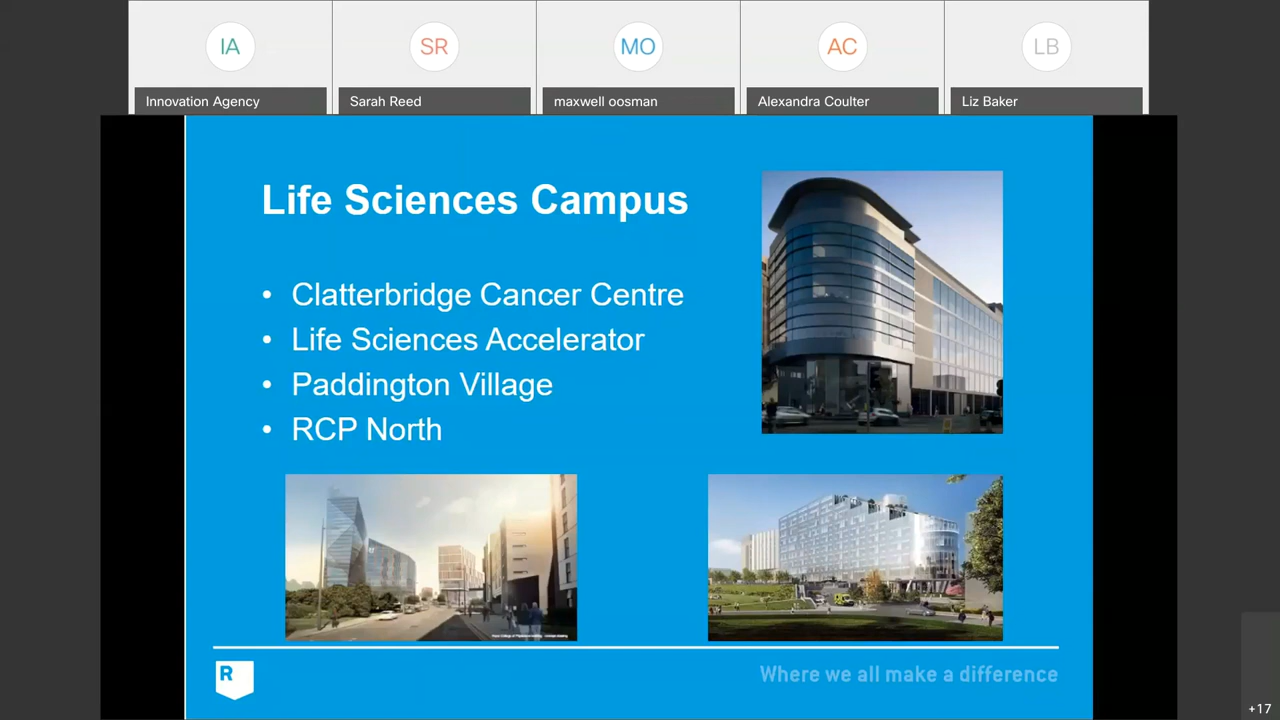 IA
SR
MO
AC
LB
Innovation Agency
Sarah Reed
maxwell oosman
Alexandra Coulter
Liz Baker
Life Sciences Campus
• Clatterbridge Cancer Centre
• Life Sciences Accelerator
• Paddington Village
• RCP North
R
Where we all make a difference
+17